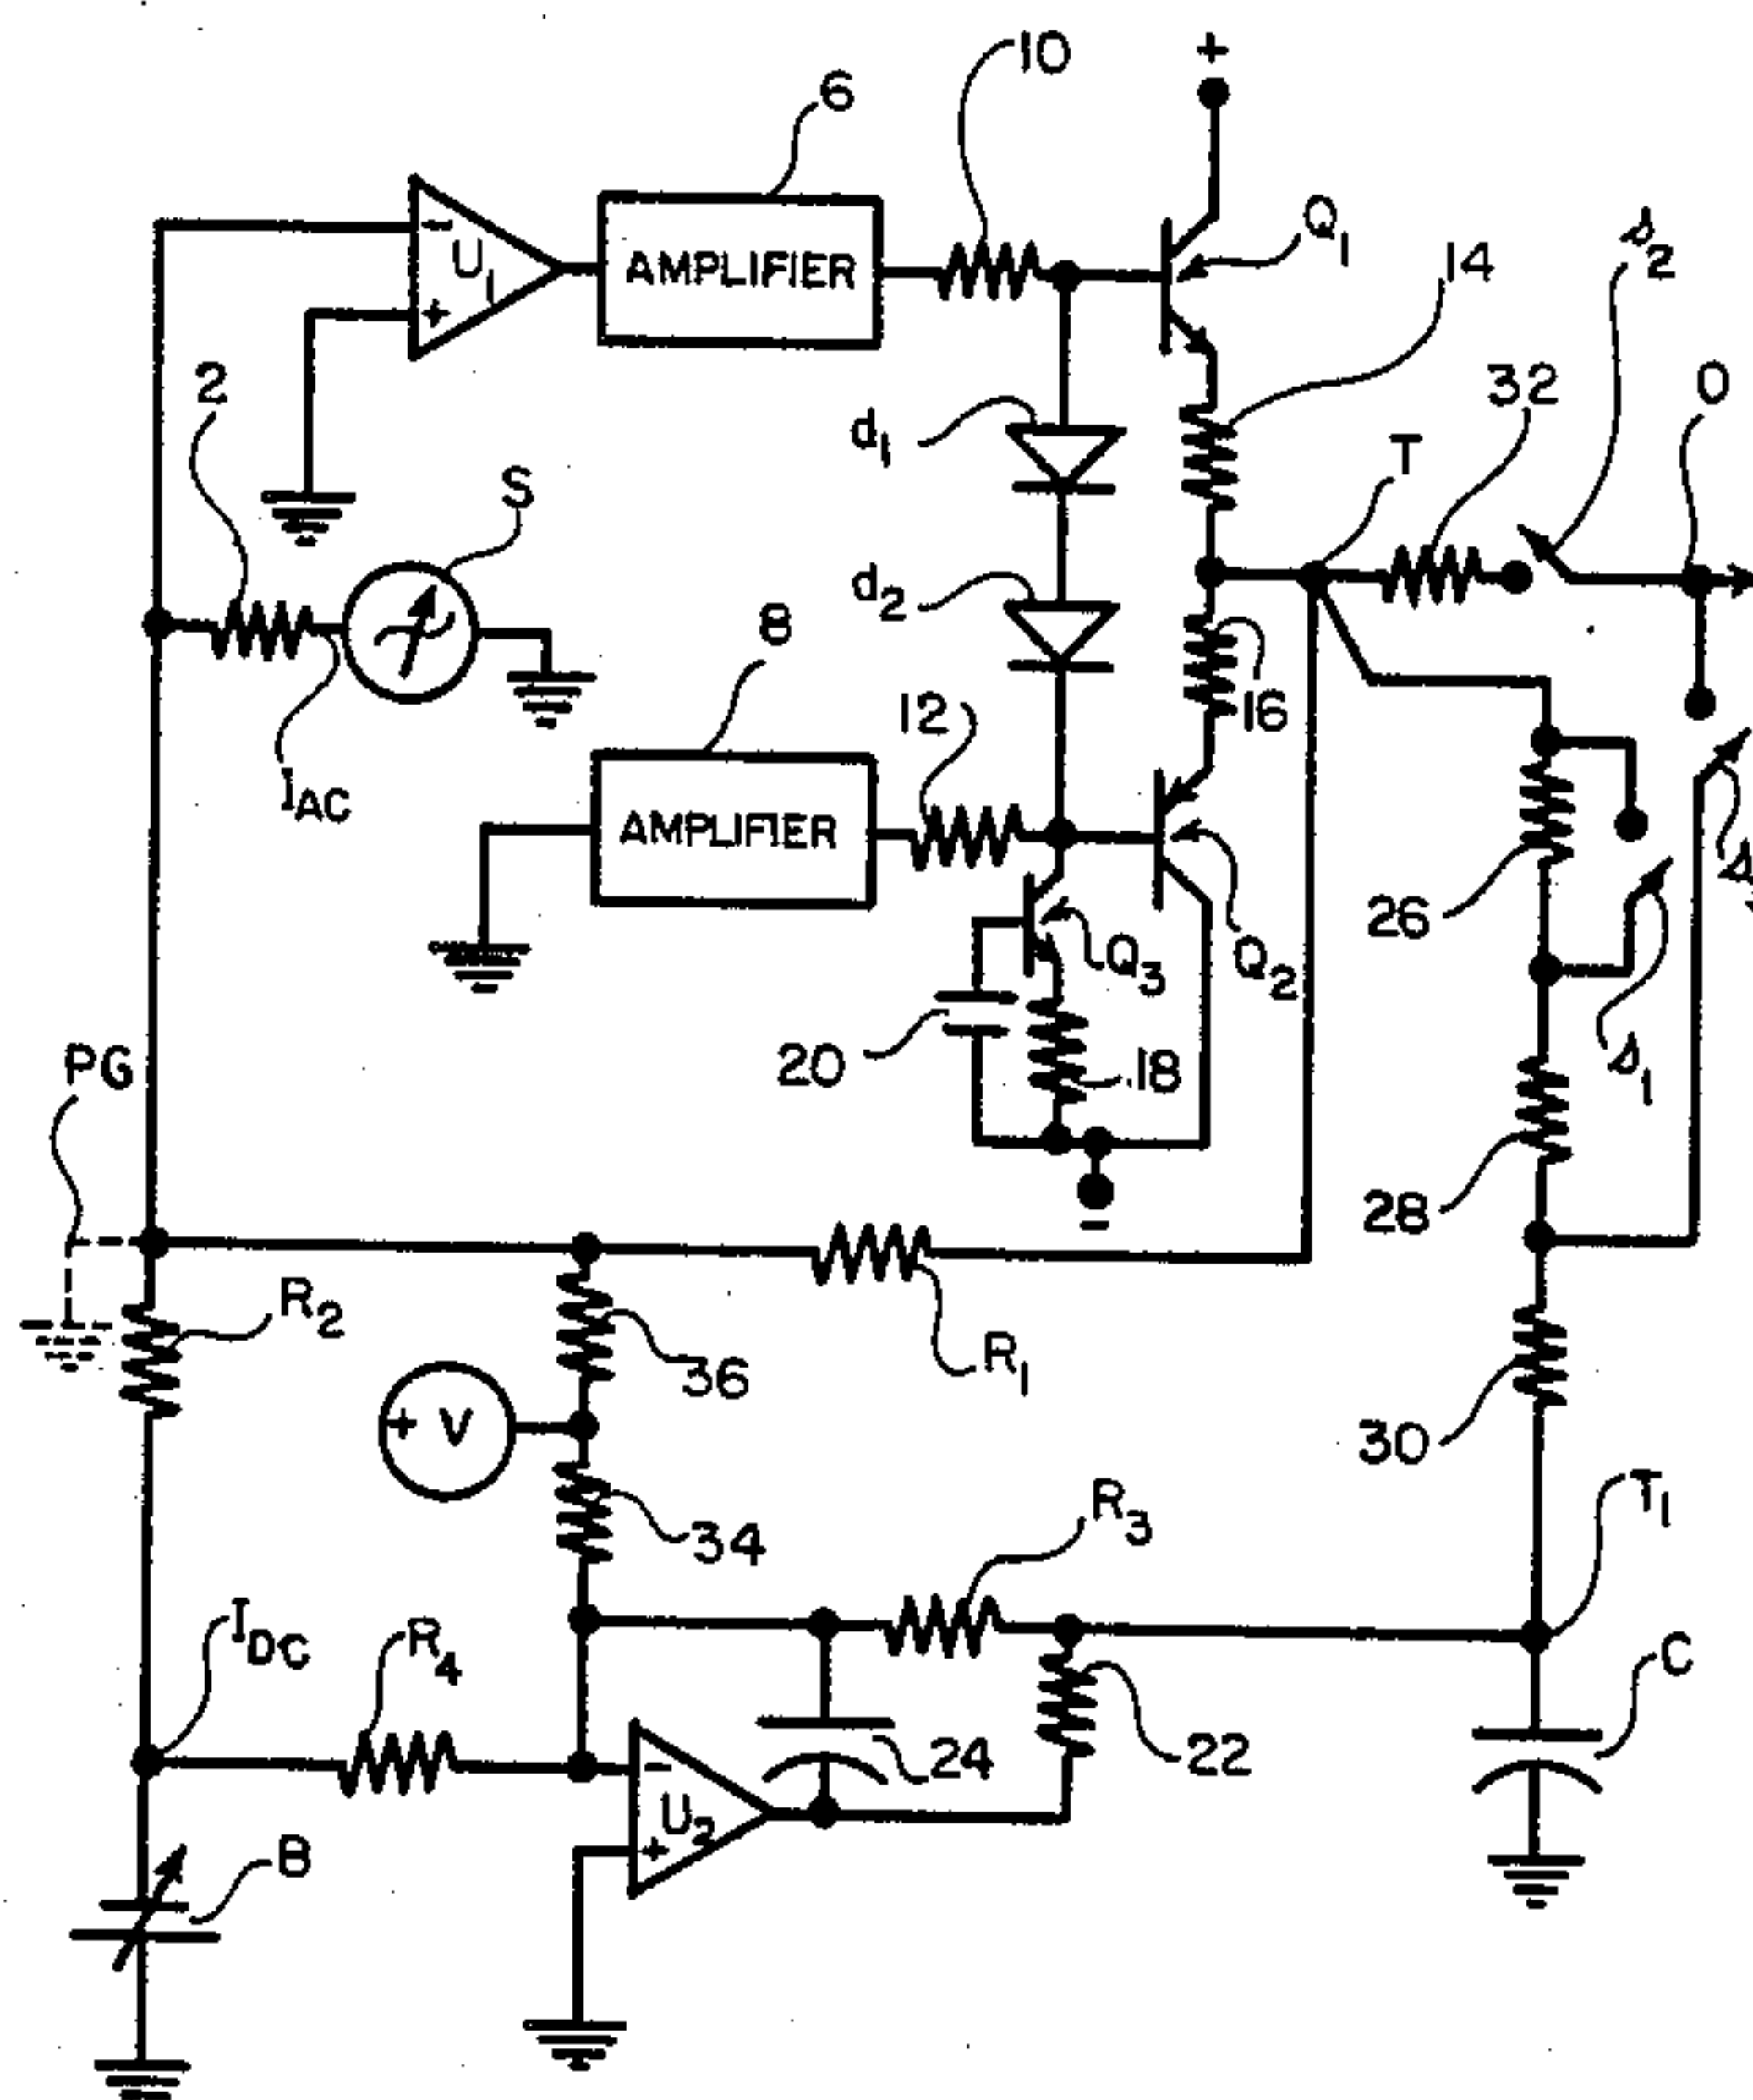 10
+
6
Q1
14
s2
-
U1
+
AMPLIFIER
2
32
O
d1
T
S
d2
8
16
12
IAC
AMPLIFIER
26
Q3
Q2
PG
20
18
s1
28
-
R2
36
R1
+ V
30
34
R3
T1
IDC
R4
C
24
22
-
U2
+
B